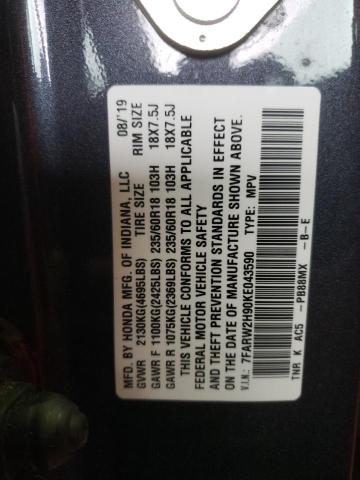 MFD. BY HONDA MFG. OF INDIANA, LLC 08/'19
GVWR 2130KG(4695LBS) TIRE SIZE RIM SIZE
GAWR F 1100KG(2425LBS) 235/60R18 103H 18X7.5J
GAWR R 1075KG(2369LBS) 235/60R18 103H 18X7.5J
THIS VEHICLE CONFORMS TO ALL APPLICABLE
FEDERAL MOTOR VEHICLE SAFETY
AND THEFT PREVENTION STANDARDS IN EFFECT
ON THE DATE OF MANUFACTURE SHOWN ABOVE.
V.I.N.: 7FARW2H90KE043590 TYPE: MPV
TNR K AC5 -PB88MX -B-E